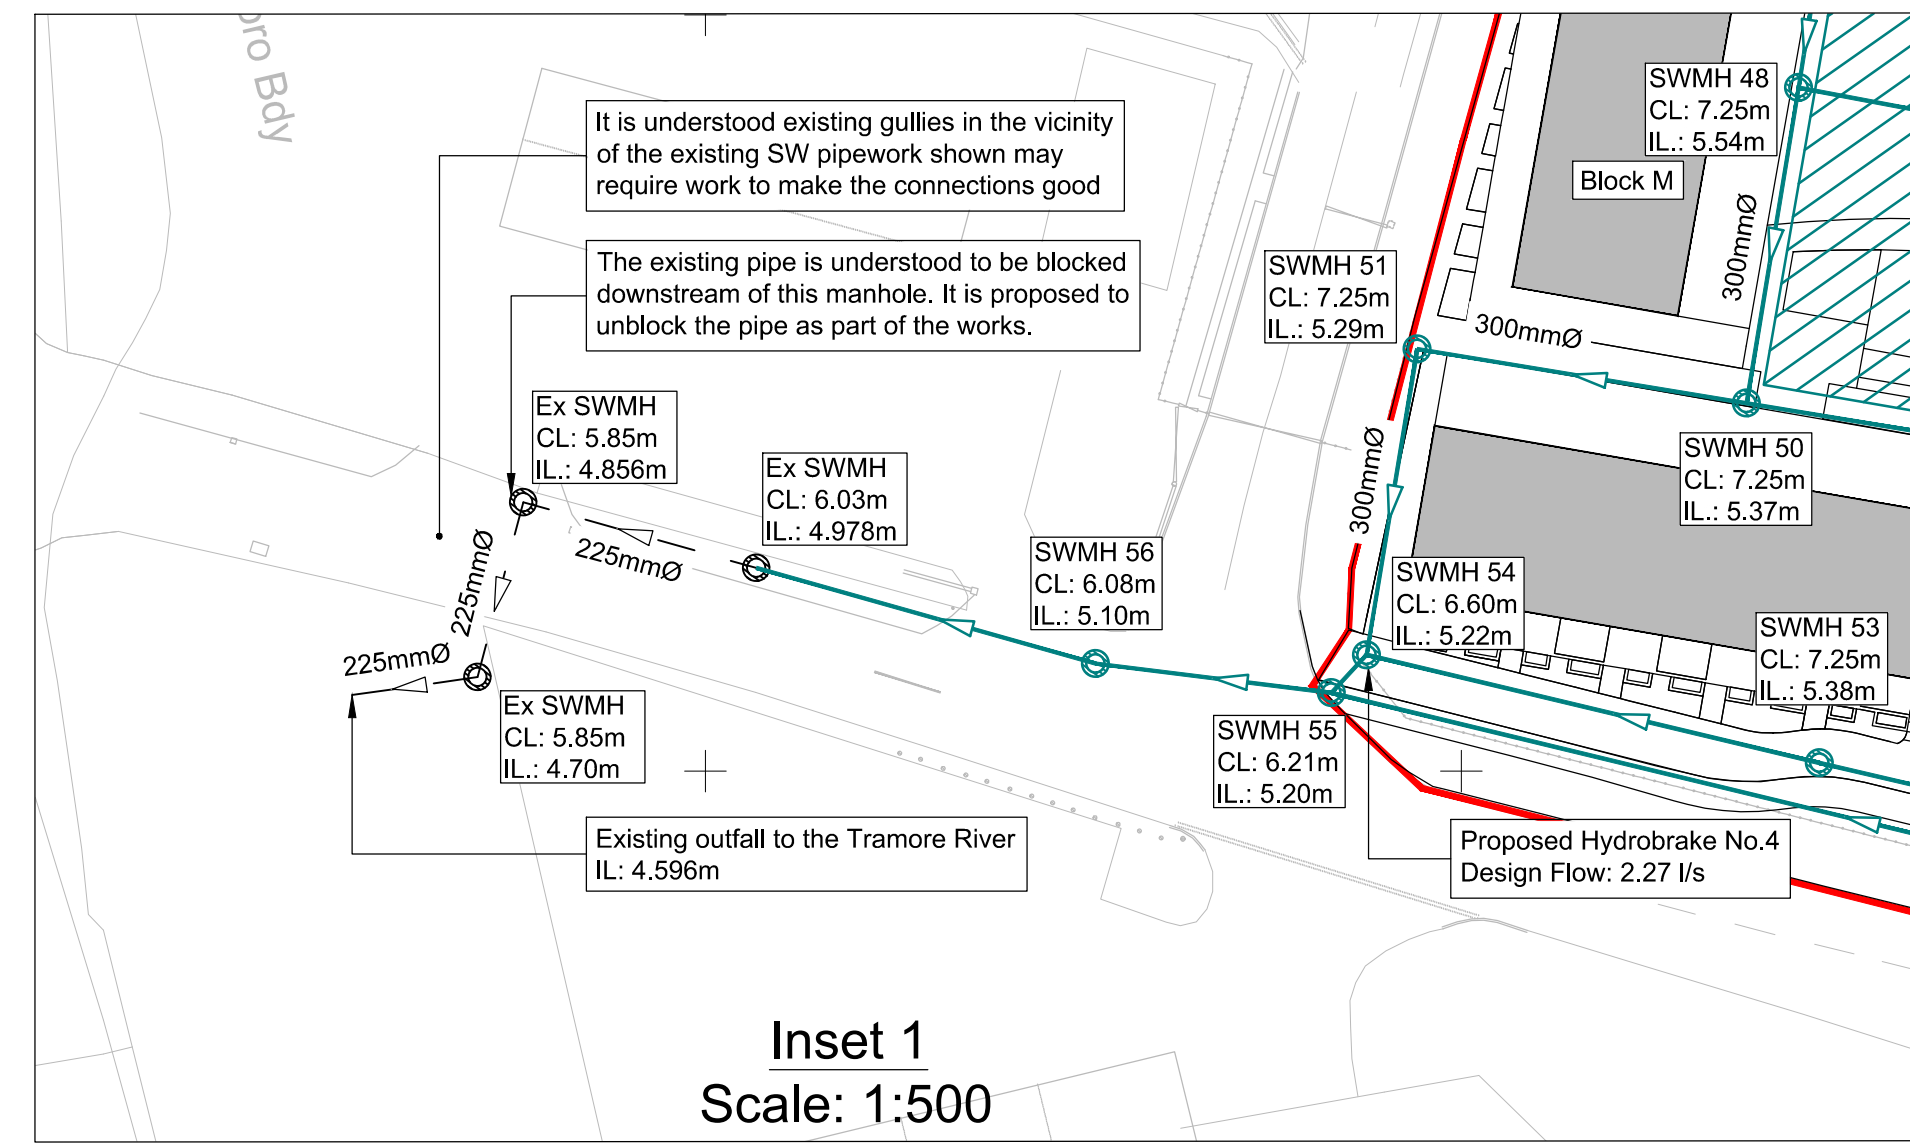 oro Bdy
It is understood existing gullies in the vicinity
of the existing SW pipework shown may
require work to make the connections good
The existing pipe is understood to be blocked
downstream of this manhole. It is proposed to
unblock the pipe as part of the works.
SWMH 48
CL: 7.25m
IL.: 5.54m
Block M
300mmØ
SWMH 51
CL: 7.25m
IL.: 5.29m
300mmØ
Ex SWMH
CL: 5.85m
IL.: 4.856m
Ex SWMH
CL: 6.03m
IL.: 4.978m
300mmØ
SWMH 50
CL: 7.25m
IL.: 5.37m
225mmØ
225mmØ
SWMH 56
CL: 6.08m
IL.: 5.10m
SWMH 54
CL: 6.60m
IL.: 5.22m
SWMH 53
CL: 7.25m
IL.: 5.38m
225mmØ
Ex SWMH
CL: 5.85m
IL.: 4.70m
SWMH 55
CL: 6.21m
IL.: 5.20m
Existing outfall to the Tramore River
IL: 4.596m
Proposed Hydrobrake No.4
Design Flow: 2.27 l/s
Inset 1
Scale: 1:500